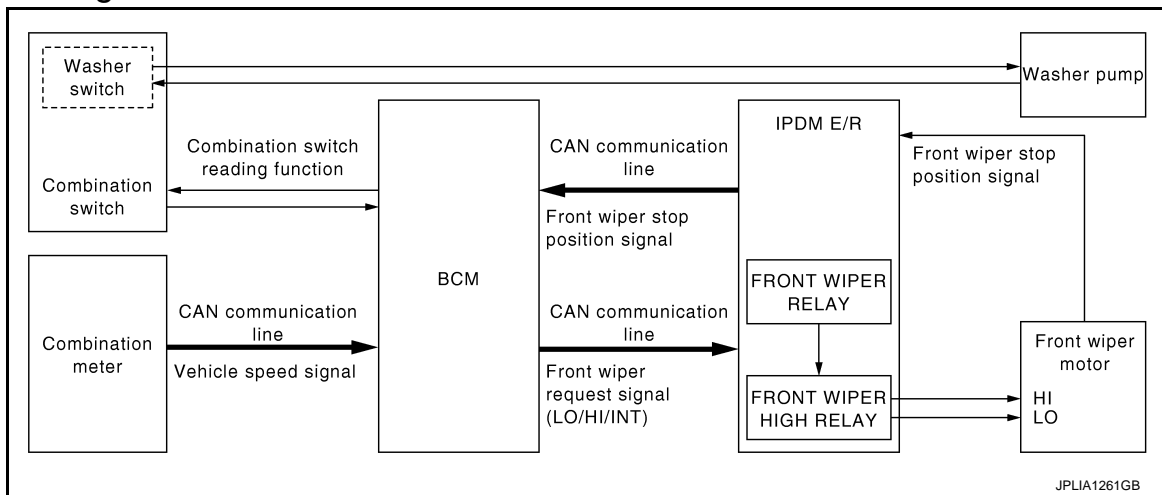 Washer
switch
Combination
switch
Combination switch
reading function
CAN communication
line
Front wiper stop
position signal
IPDM E/R
Washer pump
Front wiper stop
position signal
BCM
Combination
meter
CAN communication
line
Vehicle speed signal
CAN communication
line
Front wiper
request signal
(LO/HI/INT)
FRONT WIPER
RELAY
FRONT WIPER
HIGH RELAY
Front wiper
motor
HI
LO
JPLIA1261GB